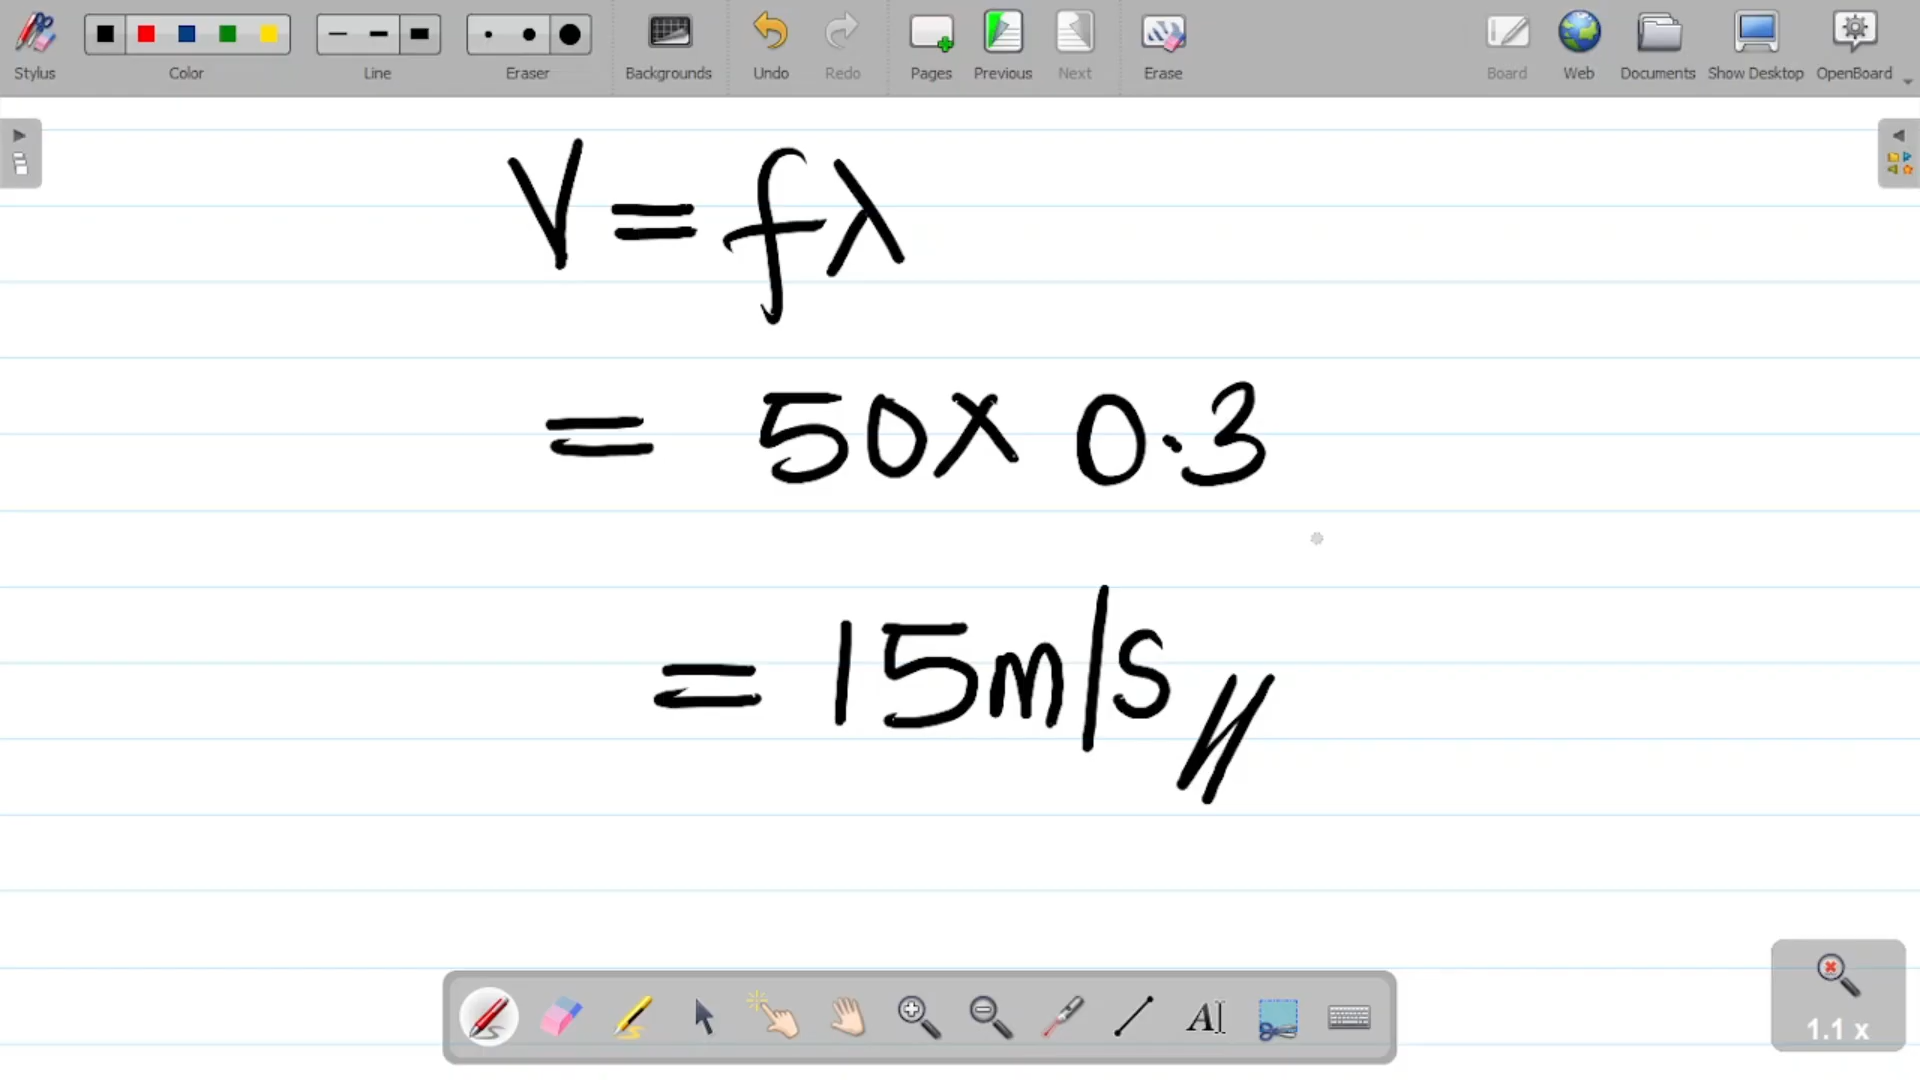 Stylus Color Line Eraser Backgrounds Undo Redo Pages Previous Next Erase Board Web Documents Show Desktop OpenBoard
V = fλ
= 50 x 0.3
= 15m/s //
1.1 x